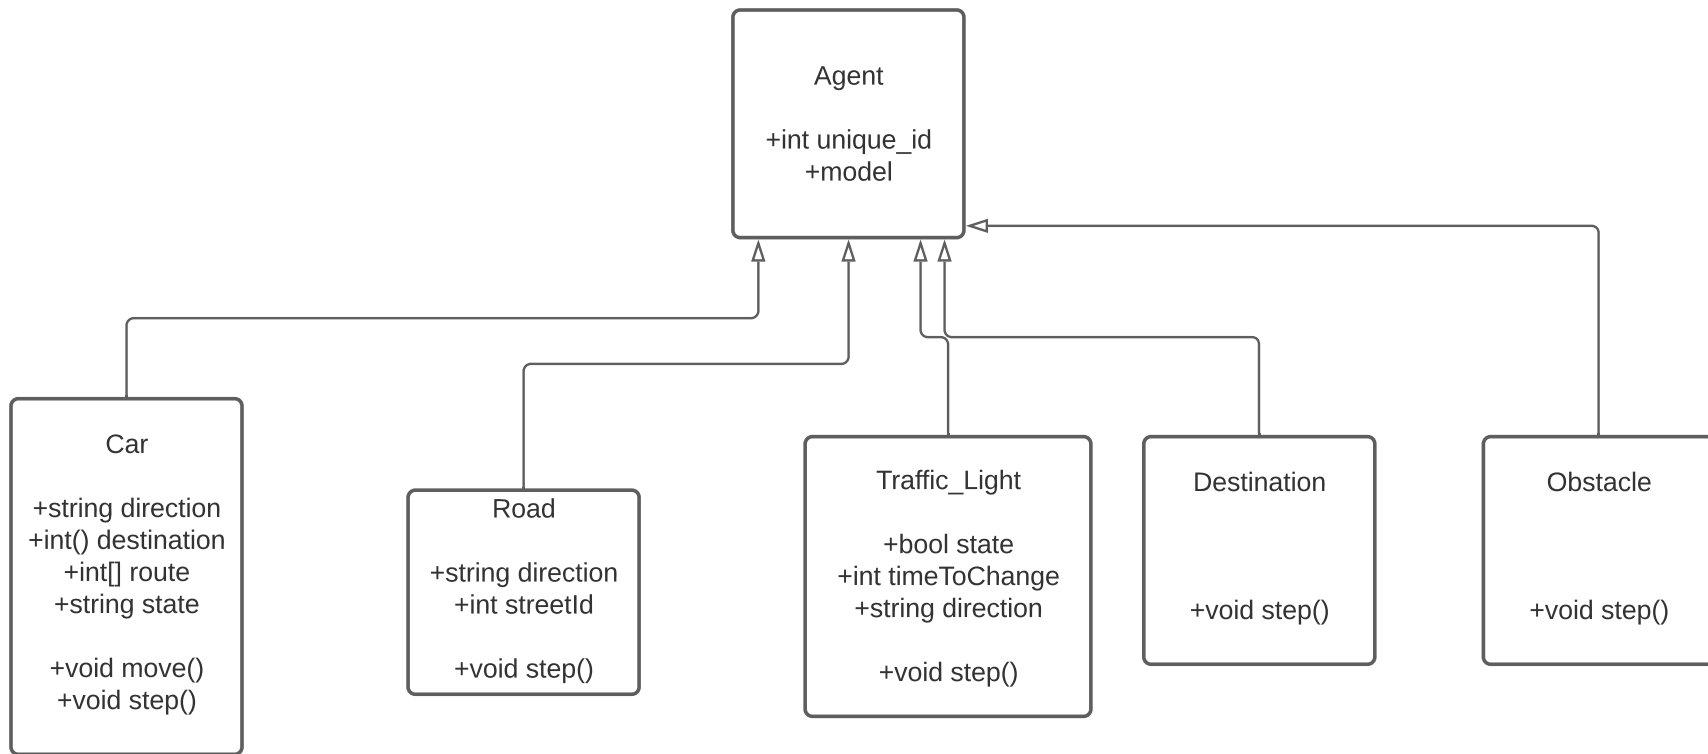 Agent
+int unique_id
+model
Car
+string direction
+int() destination
+int[] route
+string state
+void move()
+void step()
Road
+string direction
+int streetId
+void step()
Traffic_Light
+bool state
+int timeToChange
+string direction
+void step()
Destination
+void step()
Obstacle
+void step()